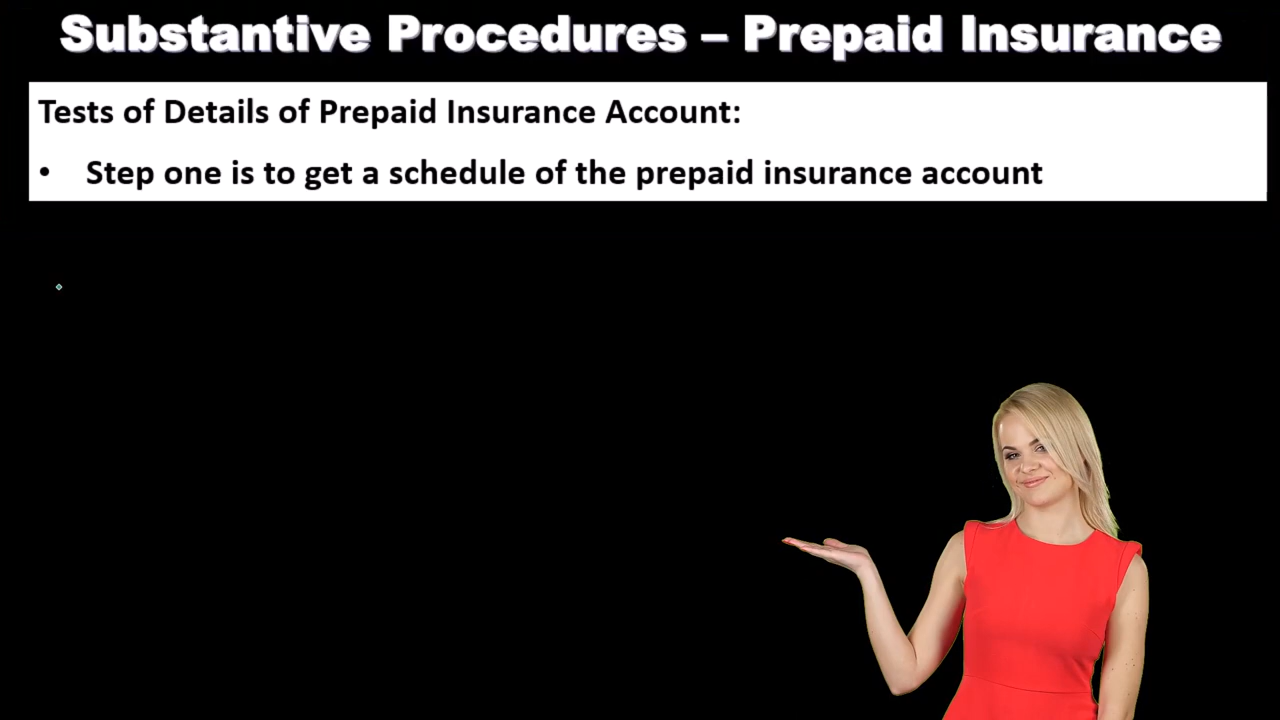 Substantive Procedures – Prepaid Insurance
Tests of Details of Prepaid Insurance Account:
• Step one is to get a schedule of the prepaid insurance account